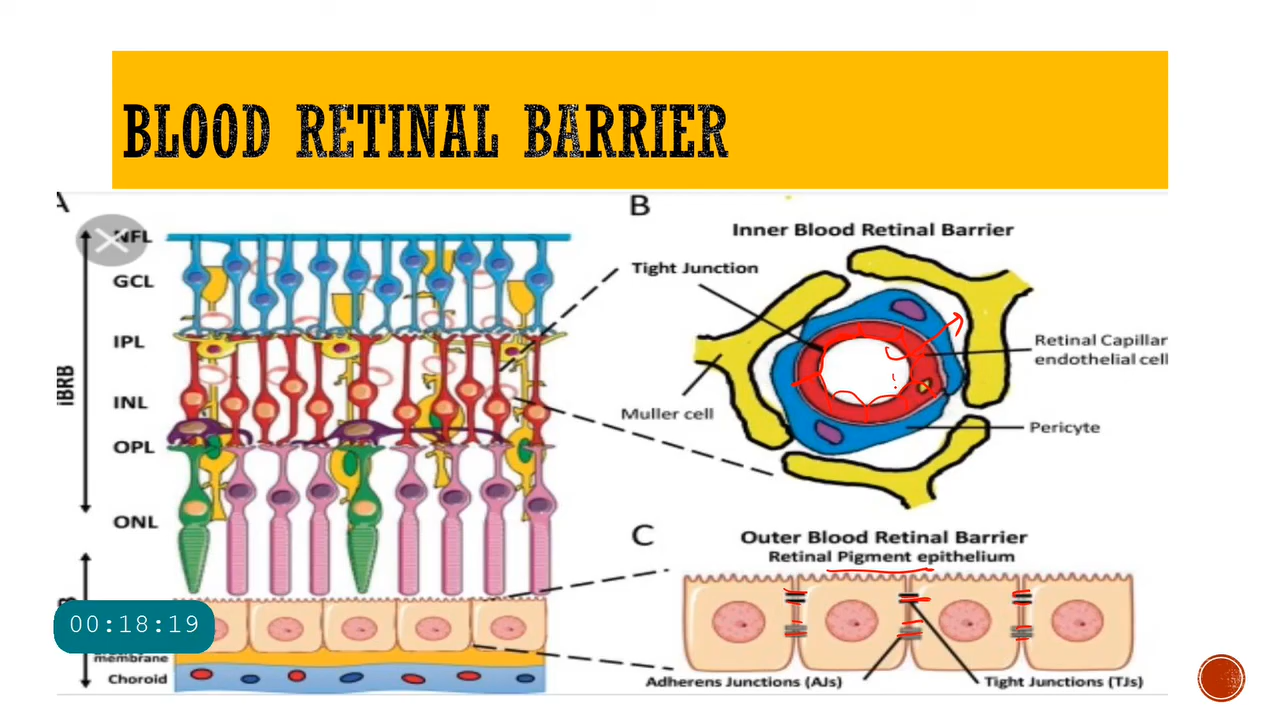 BLOOD RETINAL BARRIER
A
NFL
GCL
IPL
iBRB
INL
OPL
ONL
00:18:19
membrane
Choroid
B
Inner Blood Retinal Barrier
Tight Junction
Retinal Capillar
endothelial cel
Muller cell
Pericyte
C
Outer Blood Retinal Barrier
Retinal Pigment epithelium
Adherens Junctions (AJs)
Tight Junctions (TJs)